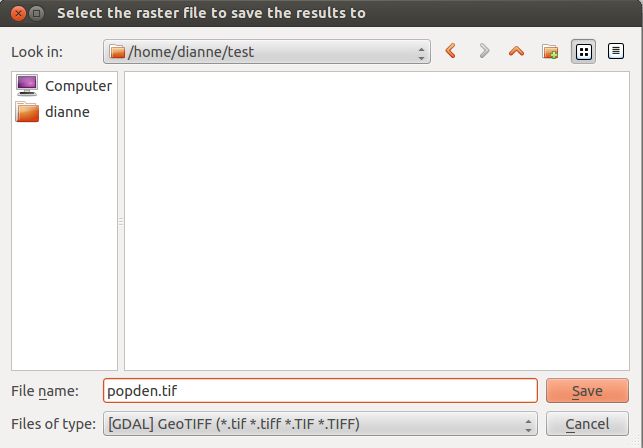 Select the raster file to save the results to
Look in: /home/dianne/test
Computer
dianne
File name: popden.tif Save
Files of type: [GDAL] GeoTIFF (*.tif *.tiff *.TIF *.TIFF) Cancel